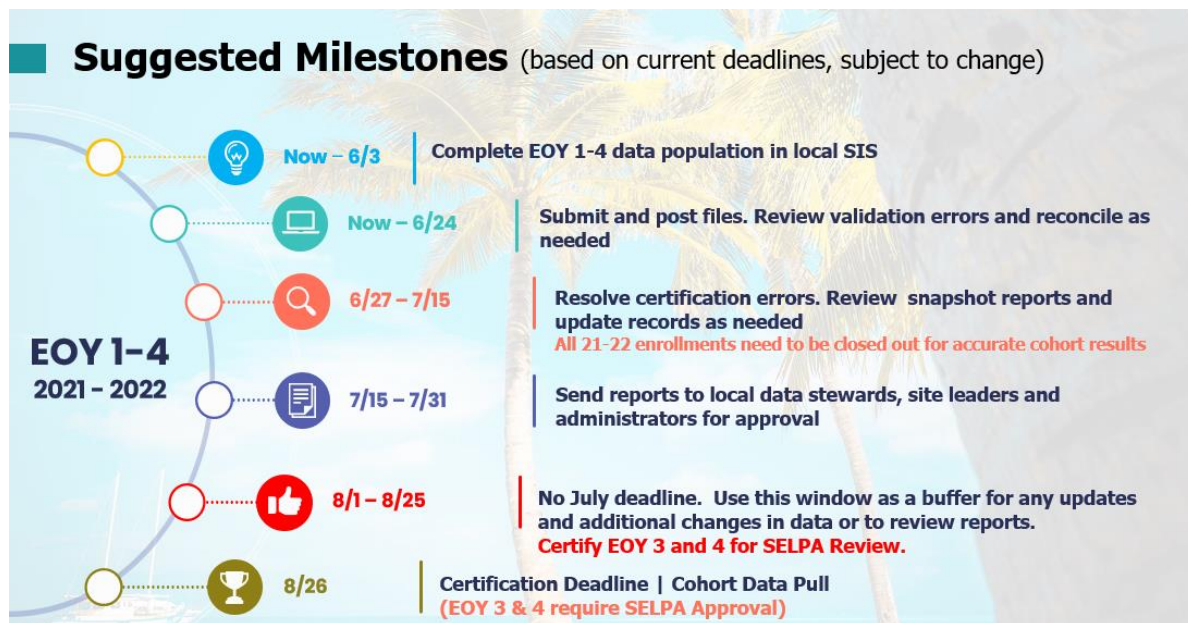 Suggested Milestones (based on current deadlines, subject to change)
Now – 6/3
Complete EOY 1-4 data population in local SIS
Now – 6/24
Submit and post files. Review validation errors and reconcile as
needed
6/27 – 7/15
Resolve certification errors. Review snapshot reports and
update records as needed
All 21-22 enrollments need to be closed out for accurate cohort results
EOY 1-4
2021 – 2022
7/15 – 7/31
Send reports to local data stewards, site leaders and
administrators for approval
8/1 – 8/25
No July deadline. Use this window as a buffer for any updates
and additional changes in data or to review reports.
Certify EOY 3 and 4 for SELPA Review.
8/26
Certification Deadline | Cohort Data Pull
(EOY 3 & 4 require SELPA Approval)